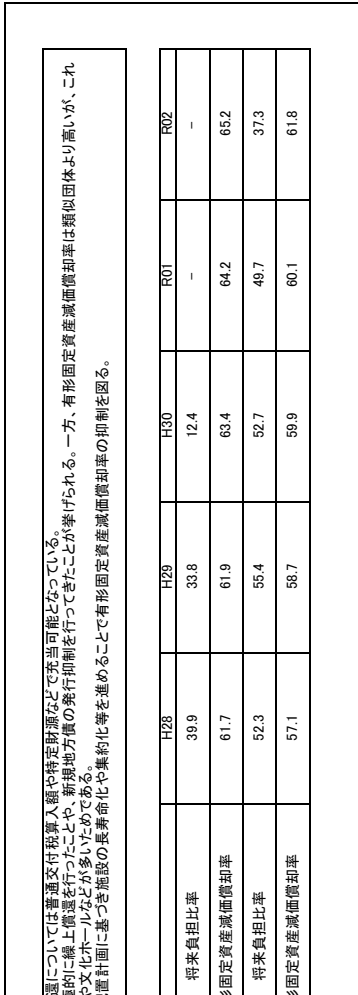 還については普通交付税算入額や特定財源などで充当可能となっている。
極的に繰上償還を行ったことや、新規地方債の発行抑制を行ってきたことが挙げられる。一方、有形固定資産減価償却率は類似団体より高いが、これ
や文化ホールなどが多いためである。
置計画に基づき施設の長寿命化や集約化等を進めることで有形固定資産減価償却率の抑制を図る。
H28 H29 H30 R01 R02
将来負担比率 39.9 33.8 12.4 - -
形固定資産減価償却率 61.7 61.9 63.4 64.2 65.2
将来負担比率 52.3 55.4 52.7 49.7 37.3
形固定資産減価償却率 57.1 58.7 59.9 60.1 61.8